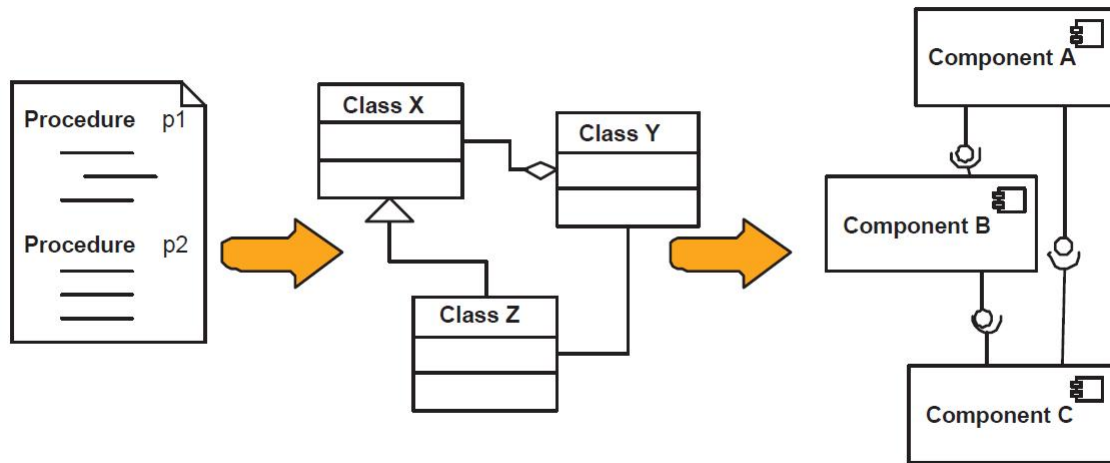 Procedure p1
Procedure p2
Class X
Class Y
Class Z
Component A
Component B
Component C